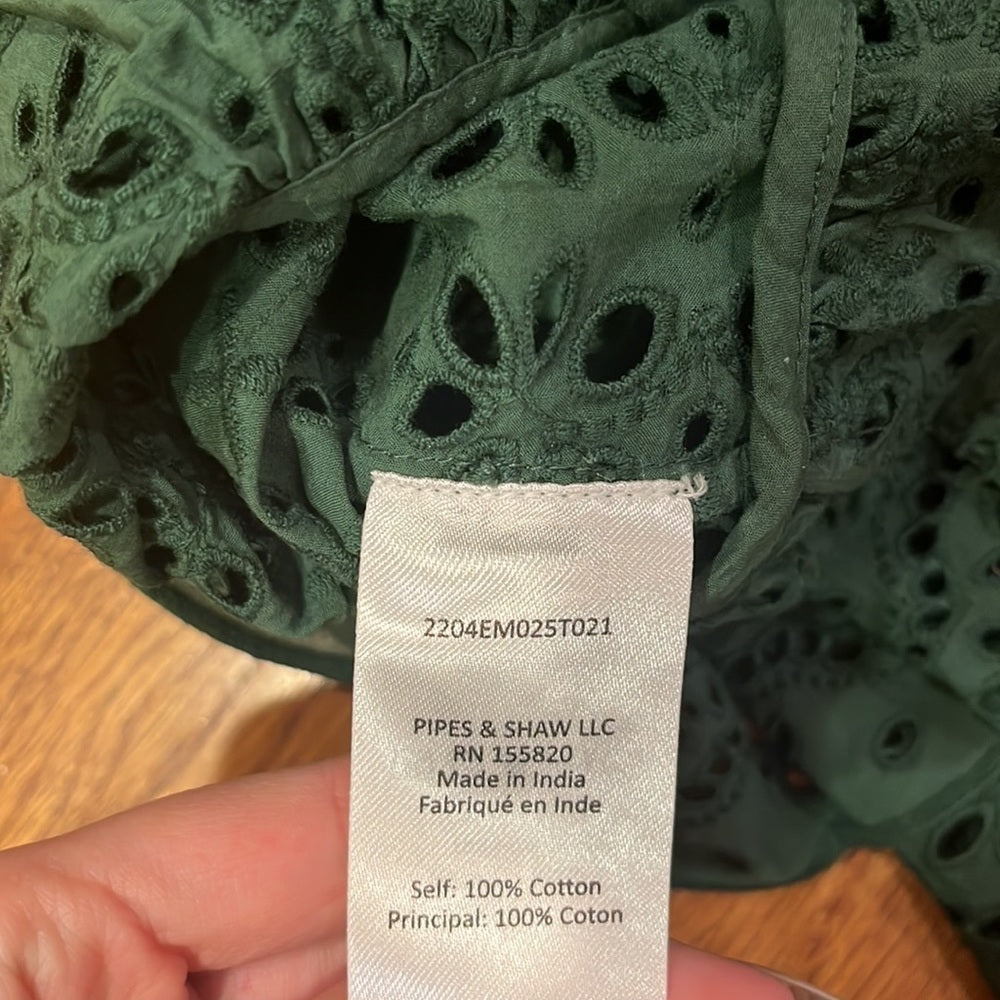 2204EM025T021
PIPES & SHAW LLC
RN 155820
Made in India
Fabriqué en Inde
Self: 100% Cotton
Principal: 100% Coton